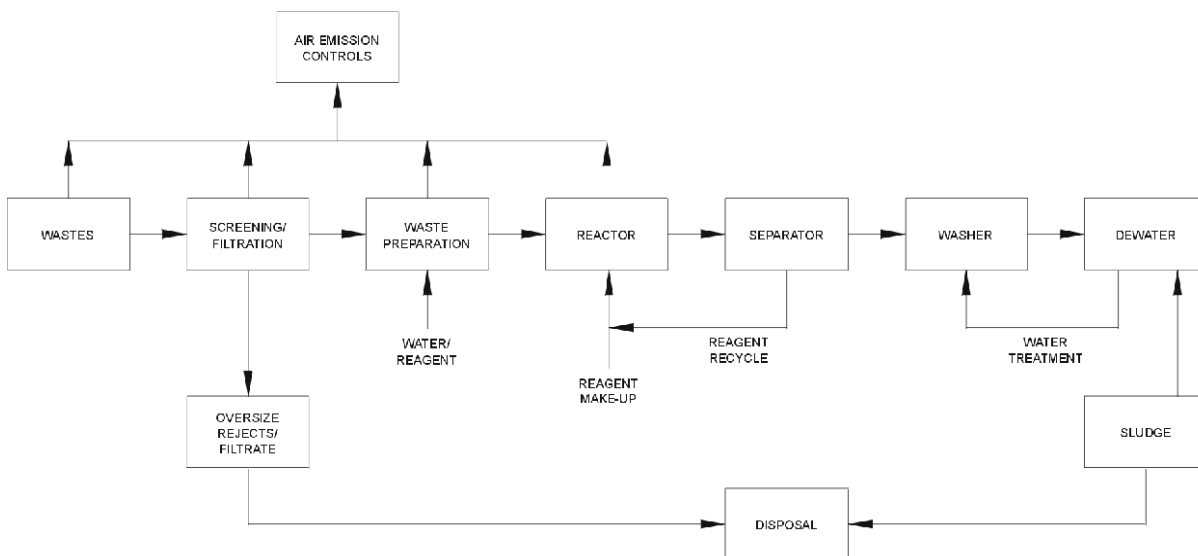 AIR EMISSION
CONTROLS
WASTES
SCREENING/
FILTRATION
WASTE
PREPARATION
REACTOR
SEPARATOR
WASHER
DEWATER
WATER/
REAGENT
REAGENT
RECYCLE
WATER
TREATMENT
REAGENT
MAKE-UP
OVERSIZE
REJECTS/
FILTRATE
SLUDGE
DISPOSAL